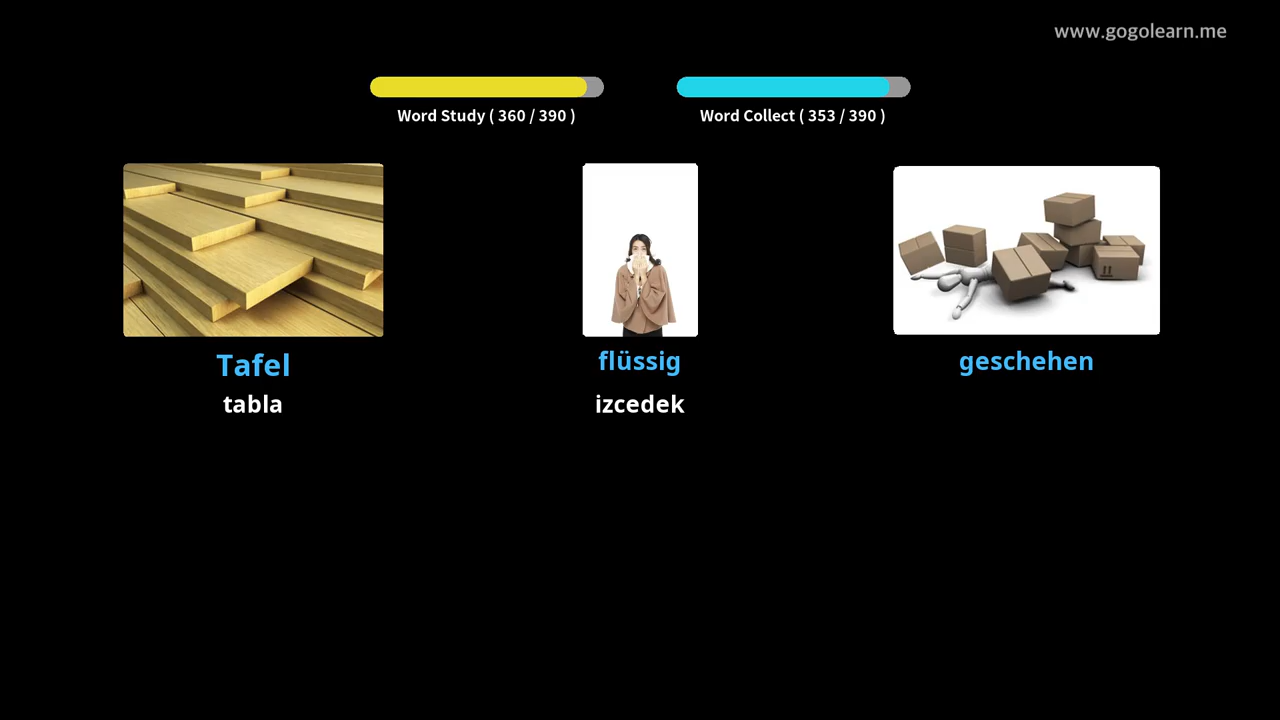 www.gogolearn.me
Word Study ( 360 / 390 )
Word Collect ( 353 / 390 )
Tafel
tabla
flüssig
izcedek
geschehen